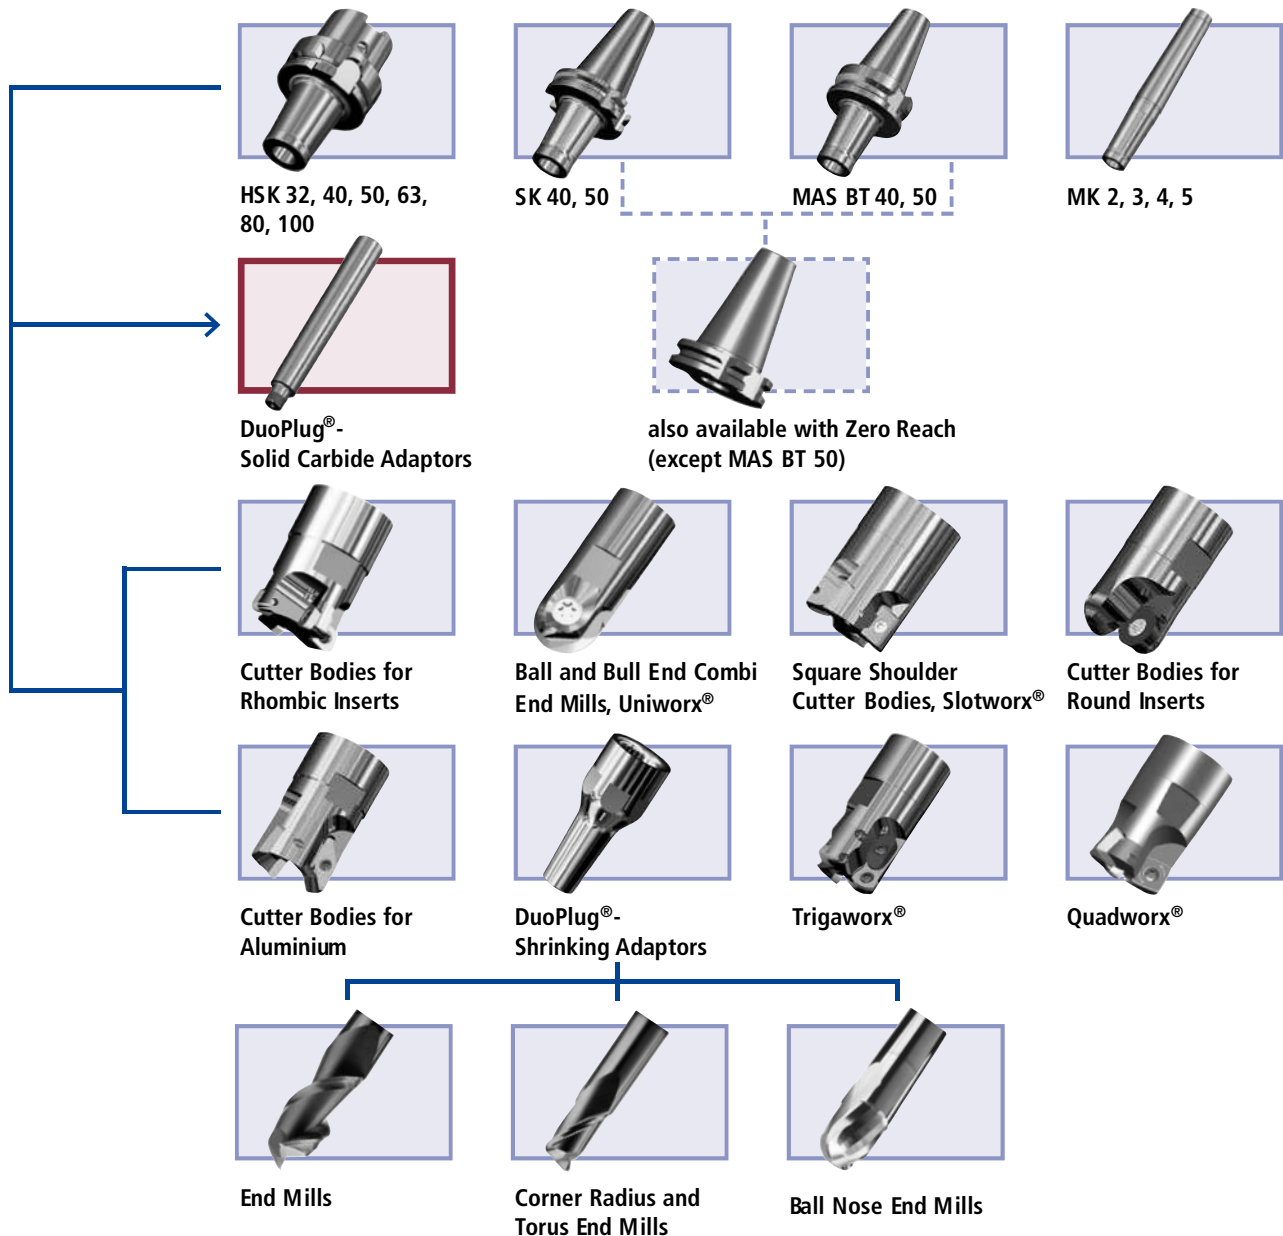 HSK 32, 40, 50, 63,
80, 100
SK 40, 50
MAS BT 40, 50
MK 2, 3, 4, 5
DuoPlug®-
Solid Carbide Adaptors
also available with Zero Reach
(except MAS BT 50)
Cutter Bodies for
Rhombic Inserts
Ball and Bull End Combi
End Mills, Uniworx®
Square Shoulder
Cutter Bodies, Slotworx®
Cutter Bodies for
Round Inserts
Cutter Bodies for
Aluminium
DuoPlug®-
Shrinking Adaptors
Trigaworx®
Quadworx®
End Mills
Corner Radius and
Torus End Mills
Ball Nose End Mills